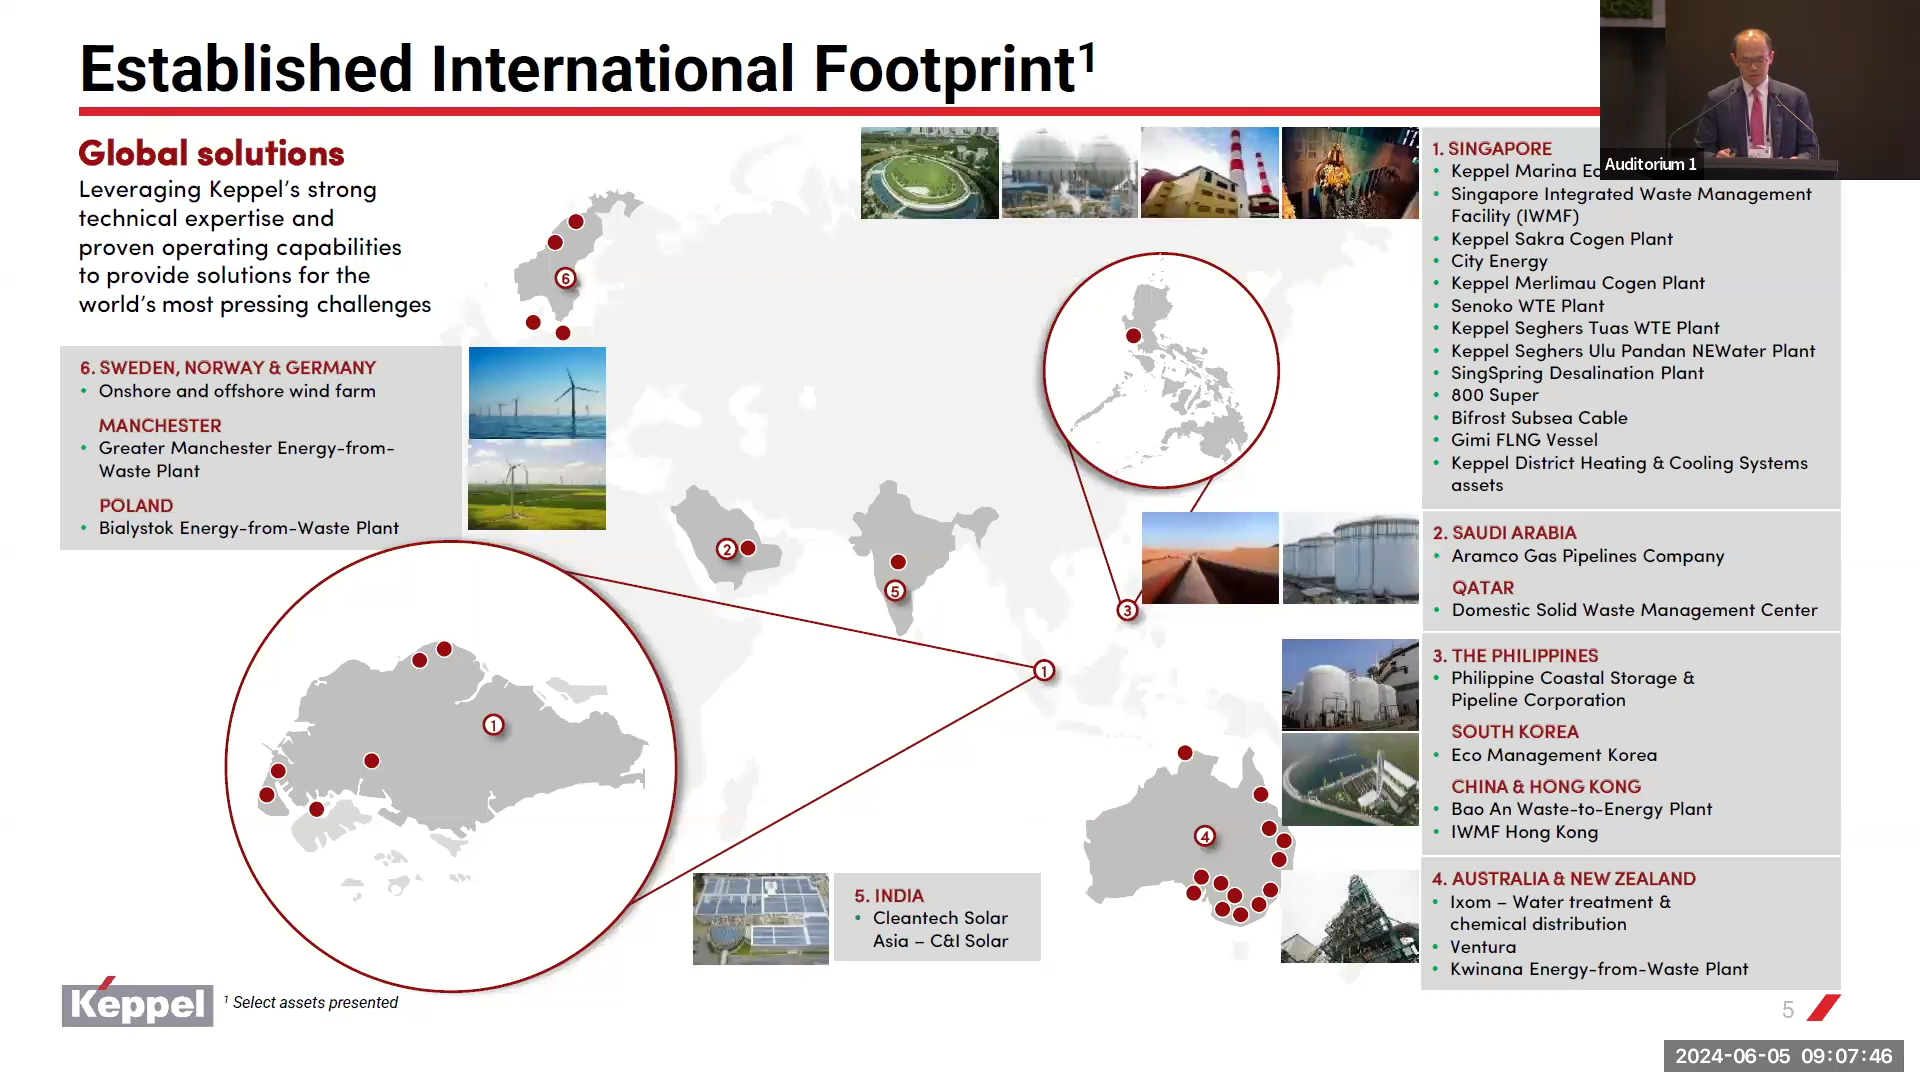 Established International Footprint¹
Global solutions
Leveraging Keppel's strong
technical expertise and
proven operating capabilities
to provide solutions for the
world's most pressing challenges
6. SWEDEN, NORWAY & GERMANY
• Onshore and offshore wind farm
MANCHESTER
• Greater Manchester Energy-from-
Waste Plant
POLAND
• Bialystok Energy-from-Waste Plant
6
2
5
3
1
1
4
5. INDIA
• Cleantech Solar
Asia – C&I Solar
Auditorium 1
1. SINGAPORE
• Keppel Marina
• Singapore Integrated Waste Management
Facility (IWMF)
• Keppel Sakra Cogen Plant
• City Energy
• Keppel Merlimau Cogen Plant
• Senoko WTE Plant
• Keppel Seghers Tuas WTE Plant
• Keppel Seghers Ulu Pandan NEWater Plant
• SingSpring Desalination Plant
• 800 Super
• Bifrost Subsea Cable
• Gimi FLNG Vessel
• Keppel District Heating & Cooling Systems
assets
2. SAUDI ARABIA
• Aramco Gas Pipelines Company
QATAR
• Domestic Solid Waste Management Center
3. THE PHILIPPINES
• Philippine Coastal Storage &
Pipeline Corporation
SOUTH KOREA
• Eco Management Korea
CHINA & HONG KONG
• Bao An Waste-to-Energy Plant
• IWMF Hong Kong
4. AUSTRALIA & NEW ZEALAND
• Ixom – Water treatment &
chemical distribution
• Ventura
• Kwinana Energy-from-Waste Plant
Keppel
¹ Select assets presented
5
2024-06-05 09:07:46